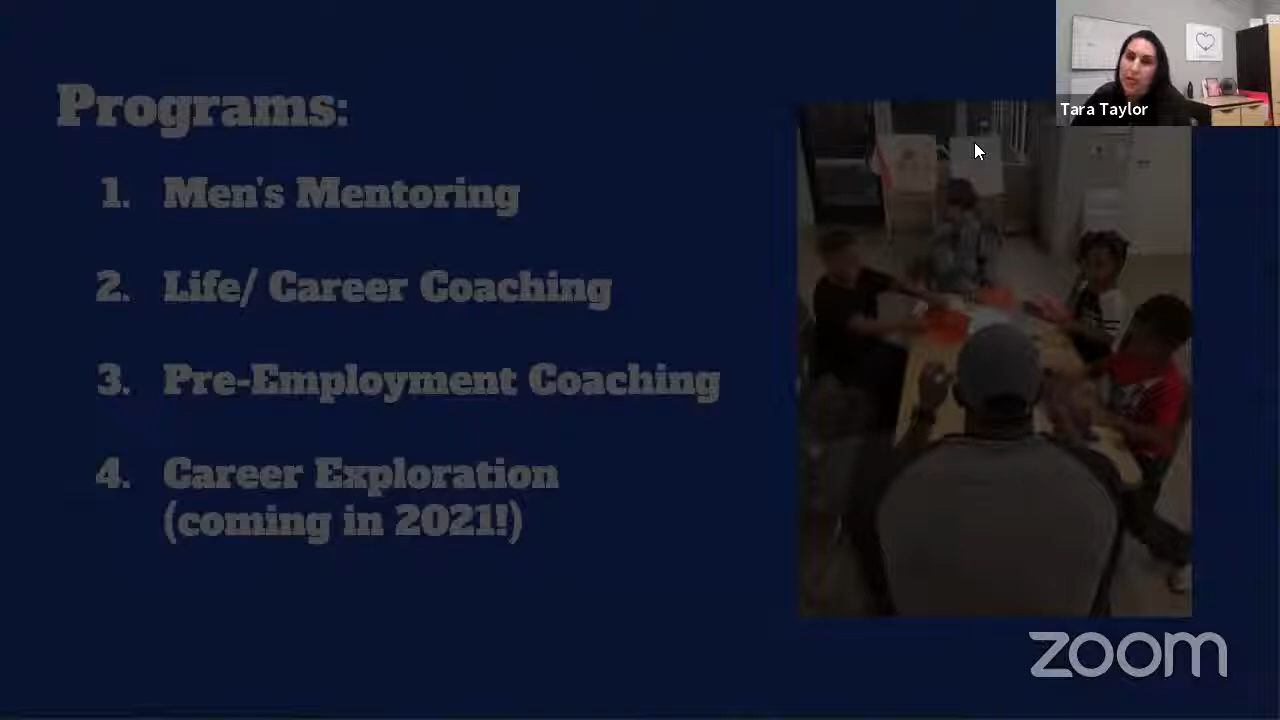 Tara Taylor
Programs:
1. Men's Mentoring
2. Life/ Career Coaching
3. Pre-Employment Coaching
4. Career Exploration
(coming in 2021!)
zoom